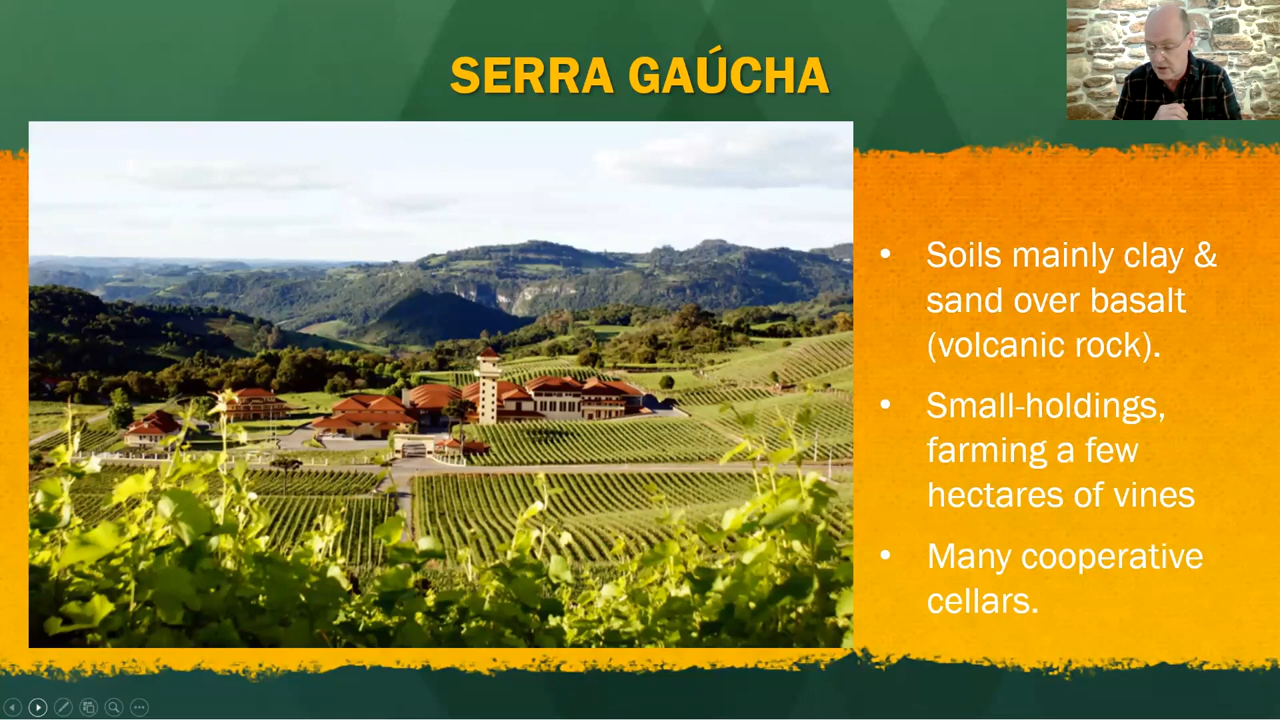 SERRA GAÚCHA
• Soils mainly clay &
sand over basalt
(volcanic rock).
• Small-holdings,
farming a few
hectares of vines
• Many cooperative
cellars.